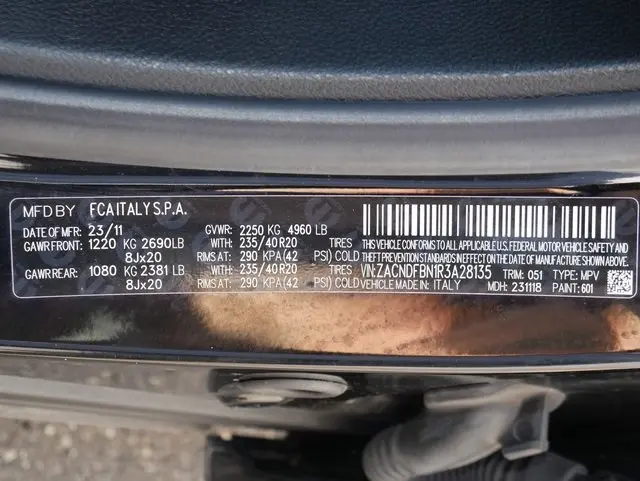 MFD BY FCA ITALY S.P.A.
DATE OF MFR: 23/11 GVWR: 2250 KG 4960 LB
GAWR FRONT: 1220 KG 2690LB WITH: 235/40R20 TIRES
8Jx20 RIMS AT: 290 KPA(42 PSI) COLD
GAWR REAR: 1080 KG 2381 LB WITH: 235/40R20 TIRES
8Jx20 RIMS AT: 290 KPA(42 PSI) COLD
THIS VEHICLE CONFORMS TO ALL APPLICABLE U.S. FEDERAL MOTOR VEHICLE SAFETY, BUMPER, AND THEFT
PREVENTION STANDARDS IN EFFECT ON THE DATE OF MANUFACTURE SHOWN ABOVE.
VIN: ZACNDFBN1R3A28135 TRIM: 051 TYPE: MPV
VEHICLE MADE IN: ITALY MDH: 231118 PAINT: 601